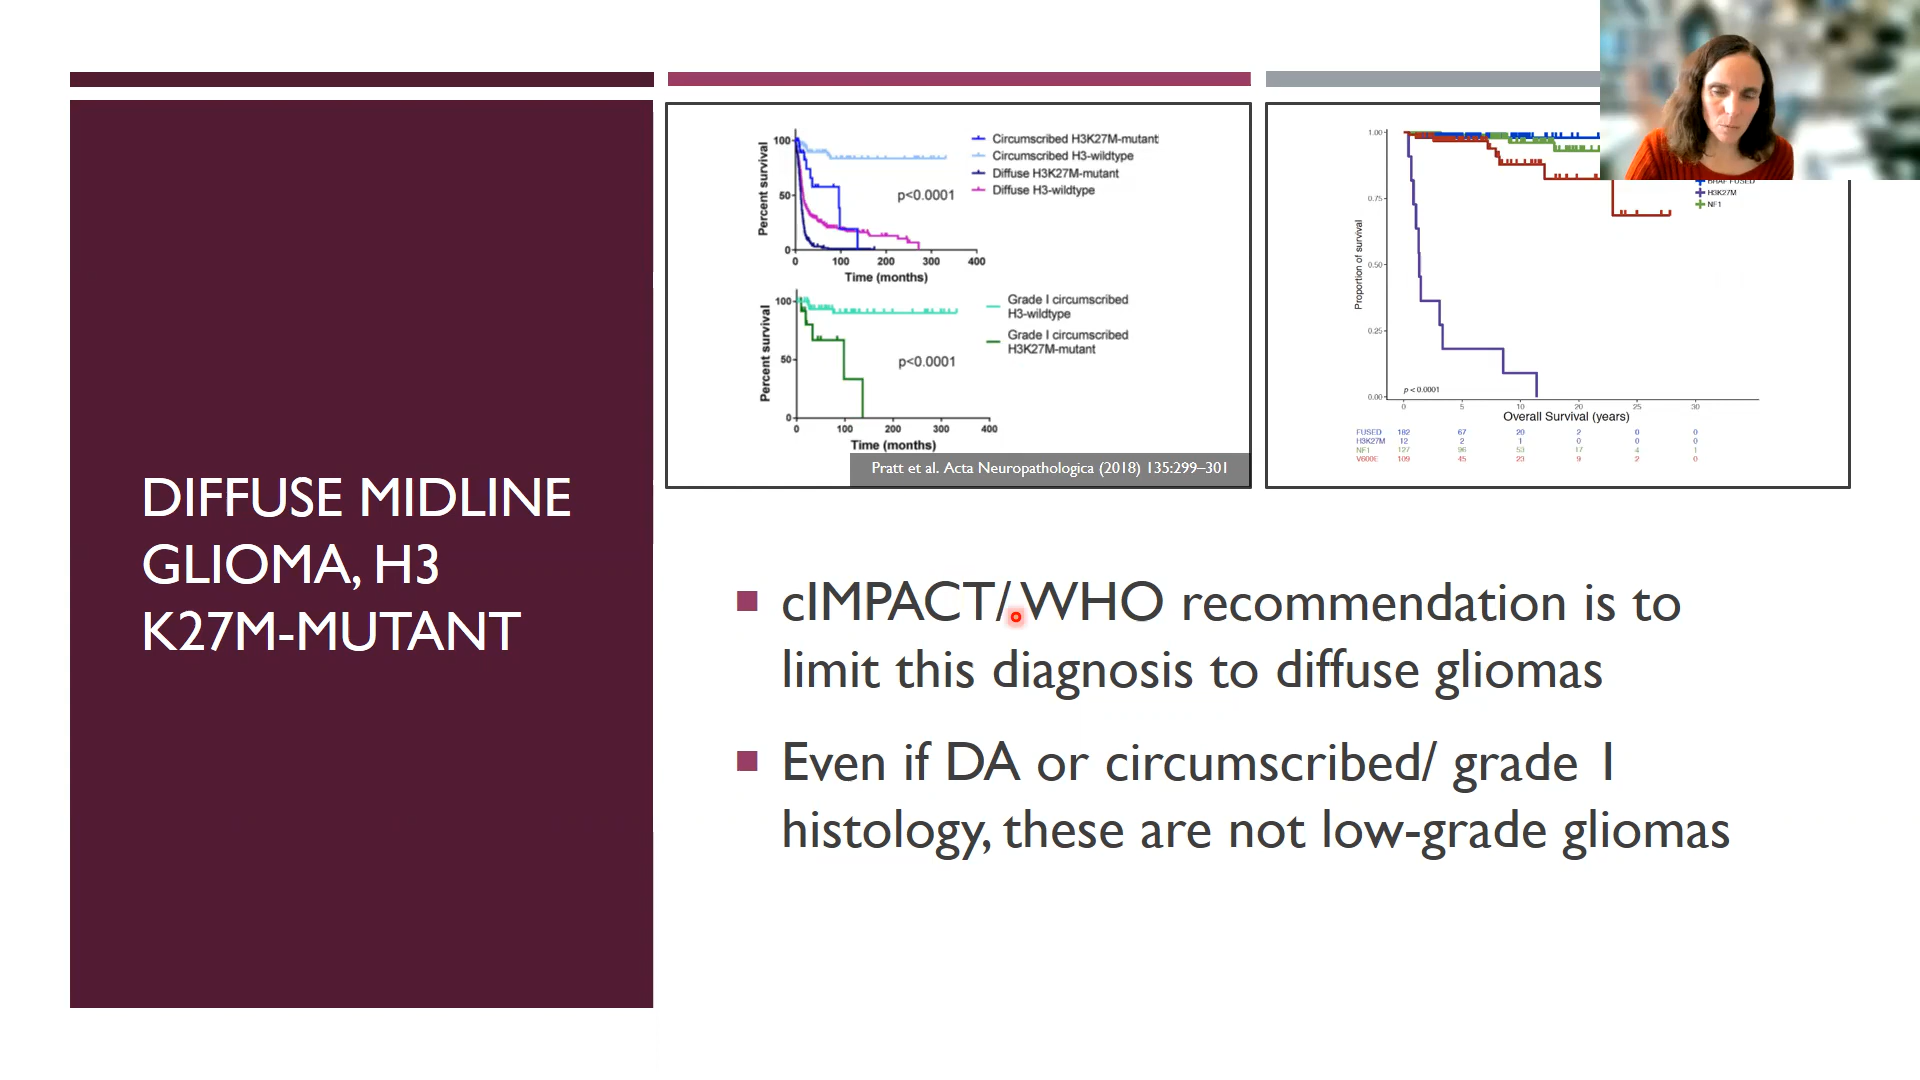 DIFFUSE MIDLINE
GLIOMA, H3
K27M-MUTANT
Percent survival
100
50
0
0 100 200 300 400
Time (months)
p<0.0001
Circumscribed H3K27M-mutant
Circumscribed H3-wildtype
Diffuse H3K27M-mutant
Diffuse H3-wildtype
Percent survival
100
50
0
0 100 200 300 400
Time (months)
p<0.0001
Grade I circumscribed
H3-wildtype
Grade I circumscribed
H3K27M-mutant
Pratt et al. Acta Neuropathologica (2018) 135:299–301
Proportion of survival
1.00
0.75
0.50
0.25
0.00
p < 0.0001
0 5 10 15 20 25 30
Overall Survival (years)
BRAF FUSED
H3K27M
NF1
FUSED 182 67 20 2 0 0
H3K27M 12 2 1 0 0 0
NF1 127 96 53 17 4 1
V600E 109 45 23 9 2 0
cIMPACT/ WHO recommendation is to
limit this diagnosis to diffuse gliomas
Even if DA or circumscribed/ grade 1
histology, these are not low-grade gliomas